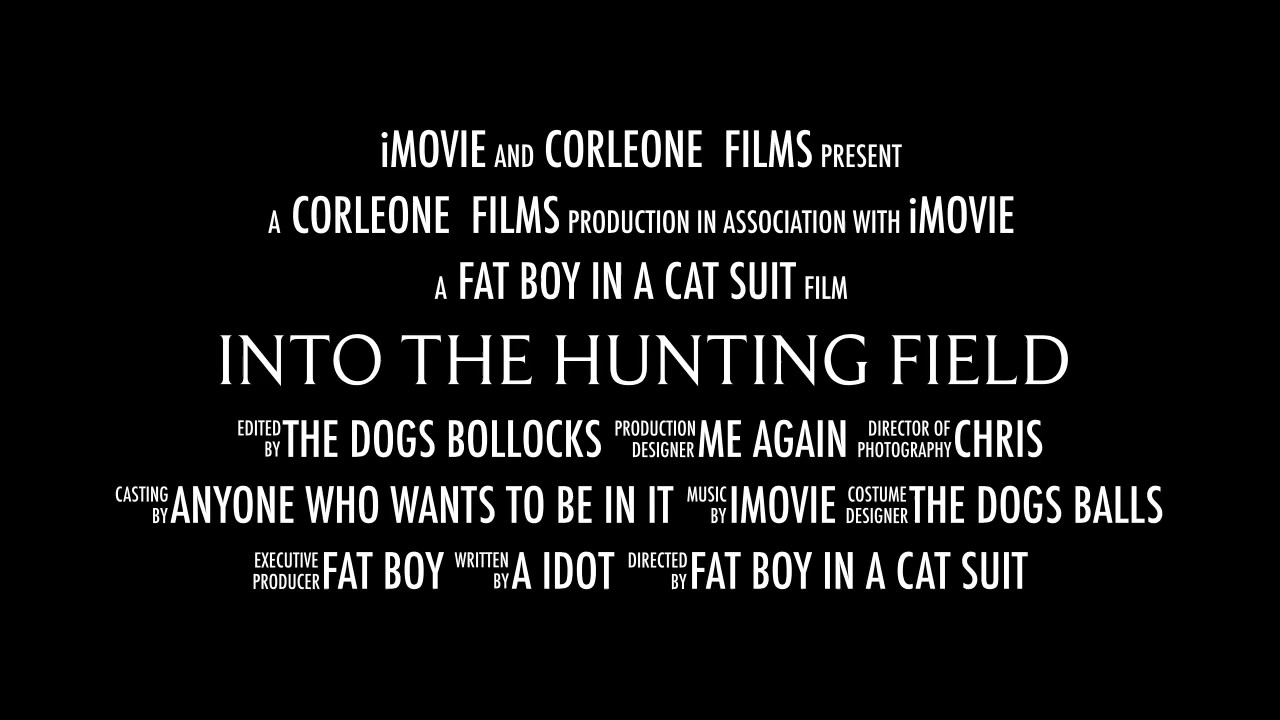 iMOVIE AND CORLEONE FILMS PRESENT
A CORLEONE FILMS PRODUCTION IN ASSOCIATION WITH iMOVIE
A FAT BOY IN A CAT SUIT FILM
INTO THE HUNTING FIELD
EDITED BY THE DOGS BOLLOCKS PRODUCTION DESIGNER ME AGAIN DIRECTOR OF PHOTOGRAPHY CHRIS
CASTING BY ANYONE WHO WANTS TO BE IN IT MUSIC BY IMOVIE COSTUME DESIGNER THE DOGS BALLS
EXECUTIVE PRODUCER FAT BOY WRITTEN BY A IDOT DIRECTED BY FAT BOY IN A CAT SUIT